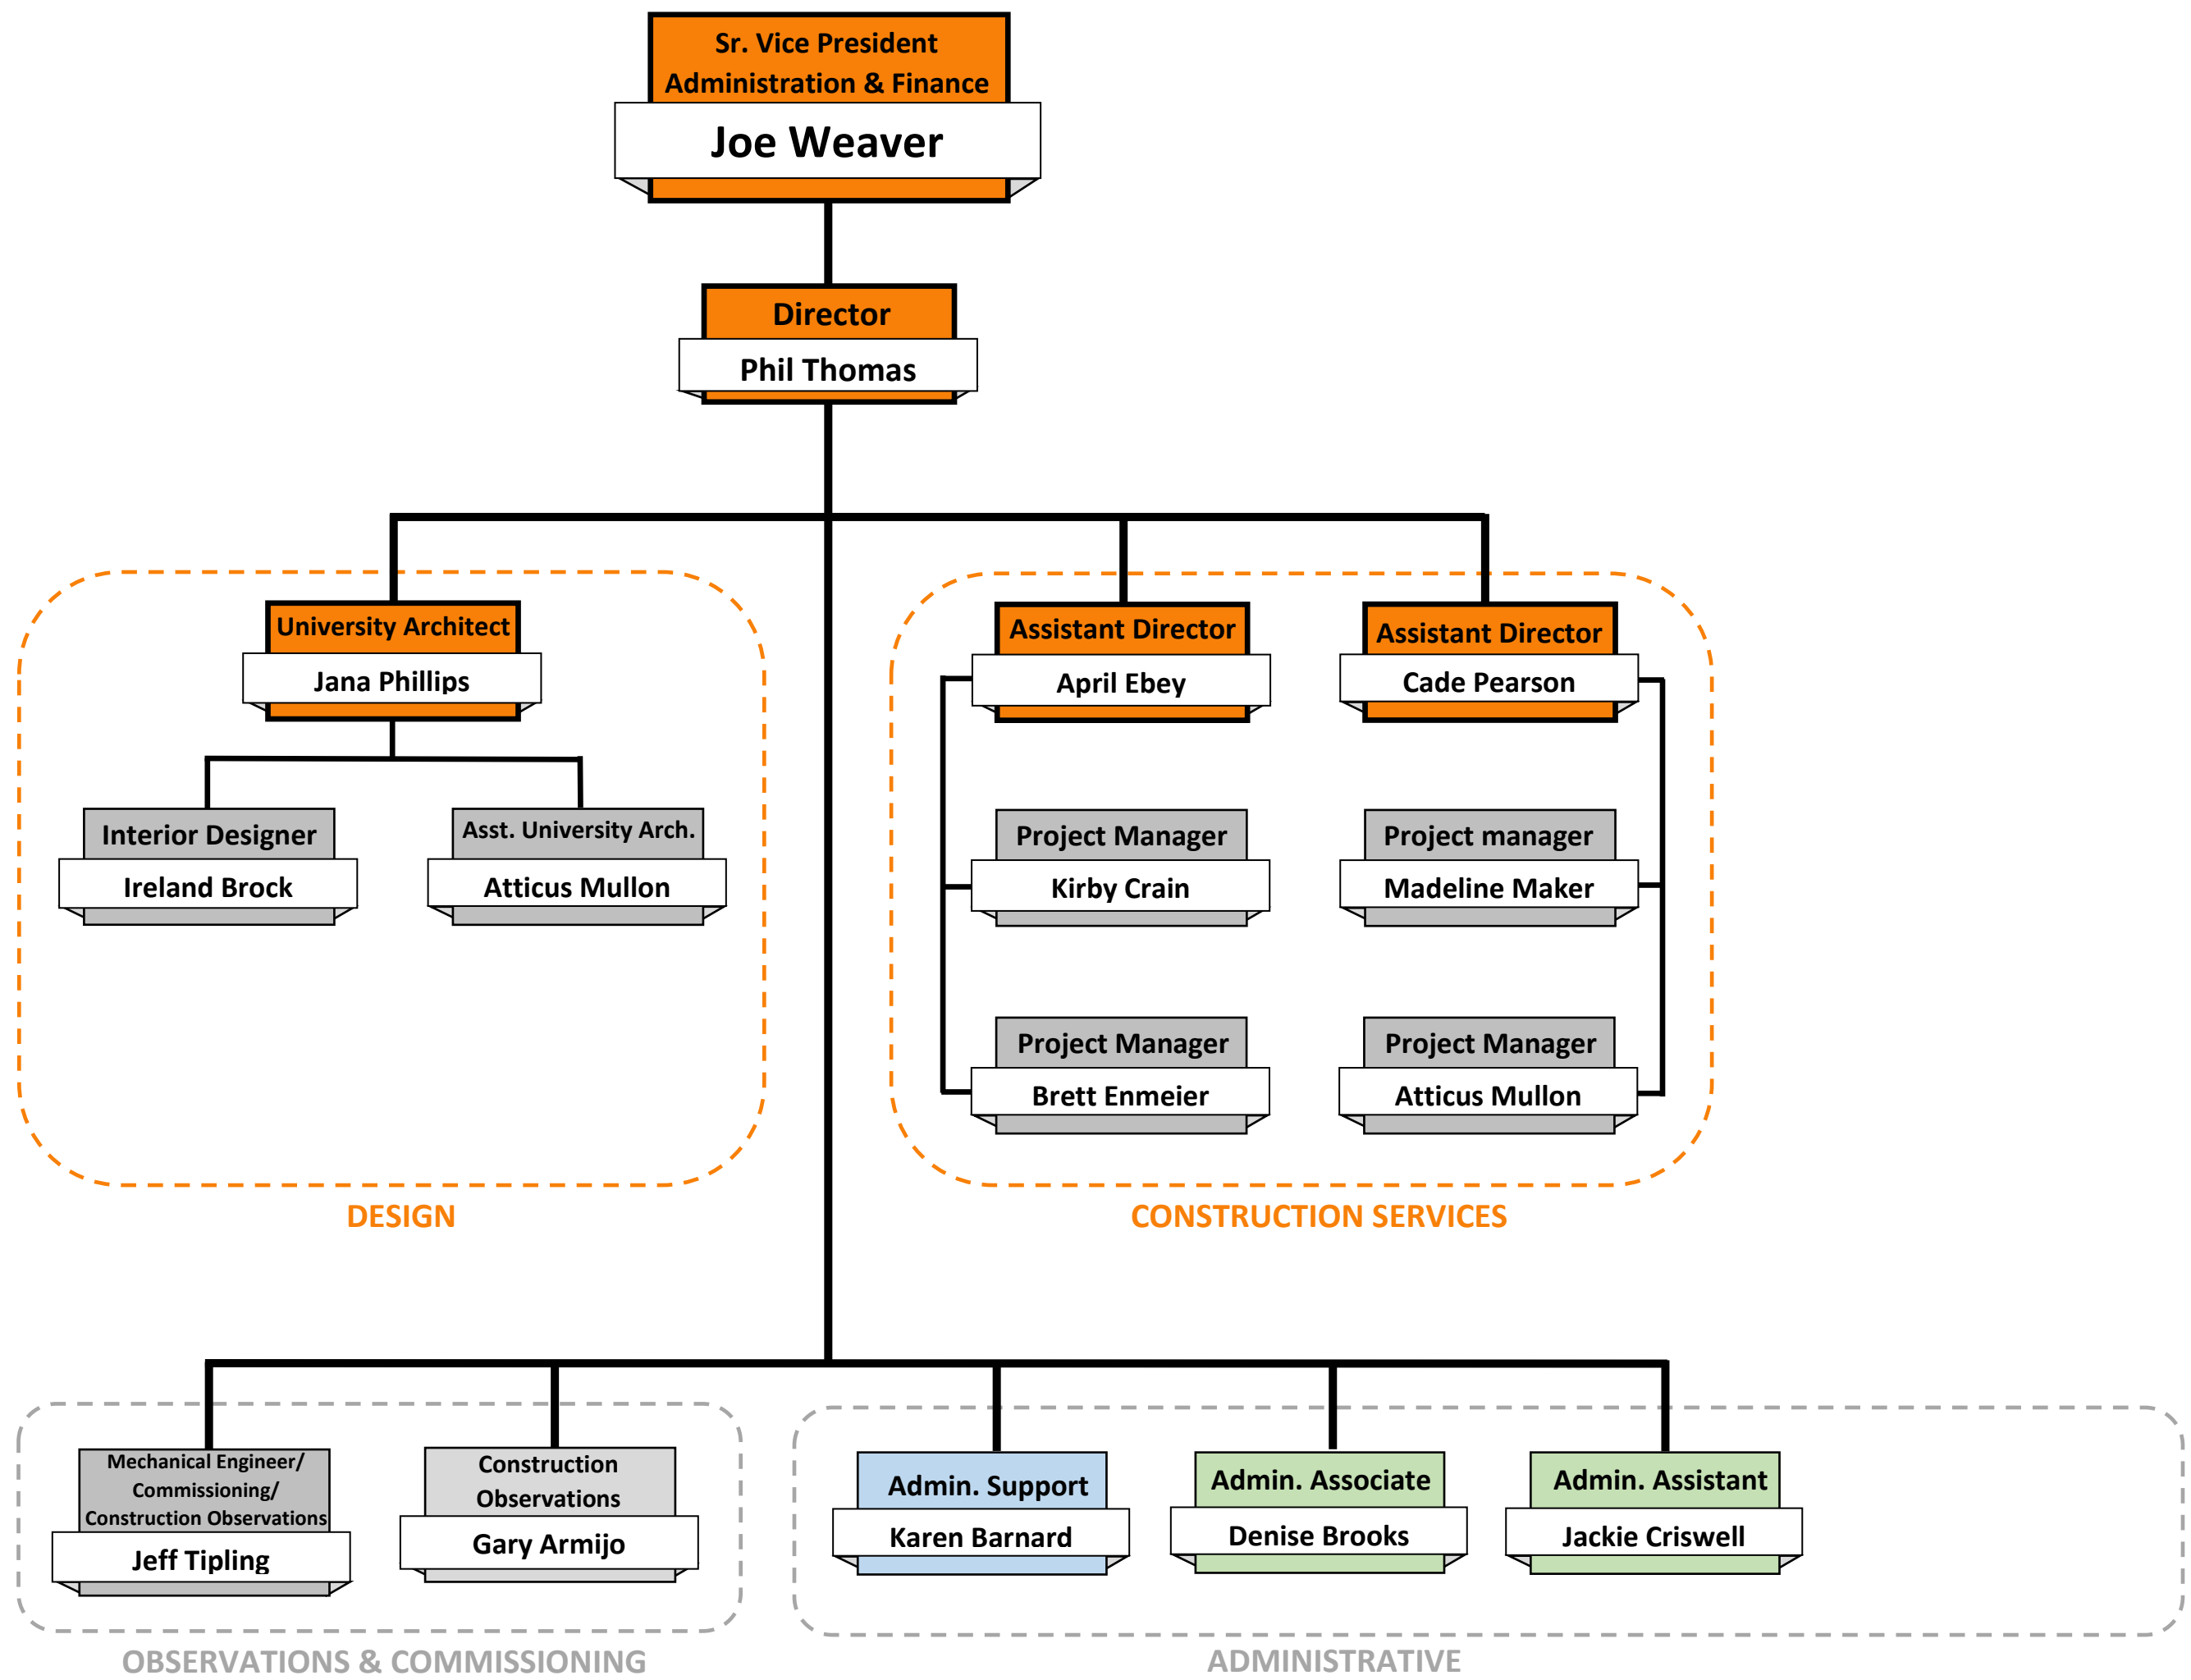 Sr. Vice President
Administration & Finance
Joe Weaver
Director
Phil Thomas
University Architect
Jana Phillips
Assistant Director
April Ebey
Assistant Director
Cade Pearson
Interior Designer
Ireland Brock
Asst. University Arch.
Atticus Mullon
Project Manager
Kirby Crain
Project manager
Madeline Maker
Project Manager
Brett Enmeier
Project Manager
Atticus Mullon
DESIGN
CONSTRUCTION SERVICES
Mechanical Engineer/
Commissioning/
Construction Observations
Jeff Tipling
Construction
Observations
Gary Armijo
Admin. Support
Karen Barnard
Admin. Associate
Denise Brooks
Admin. Assistant
Jackie Criswell
OBSERVATIONS & COMMISSIONING
ADMINISTRATIVE